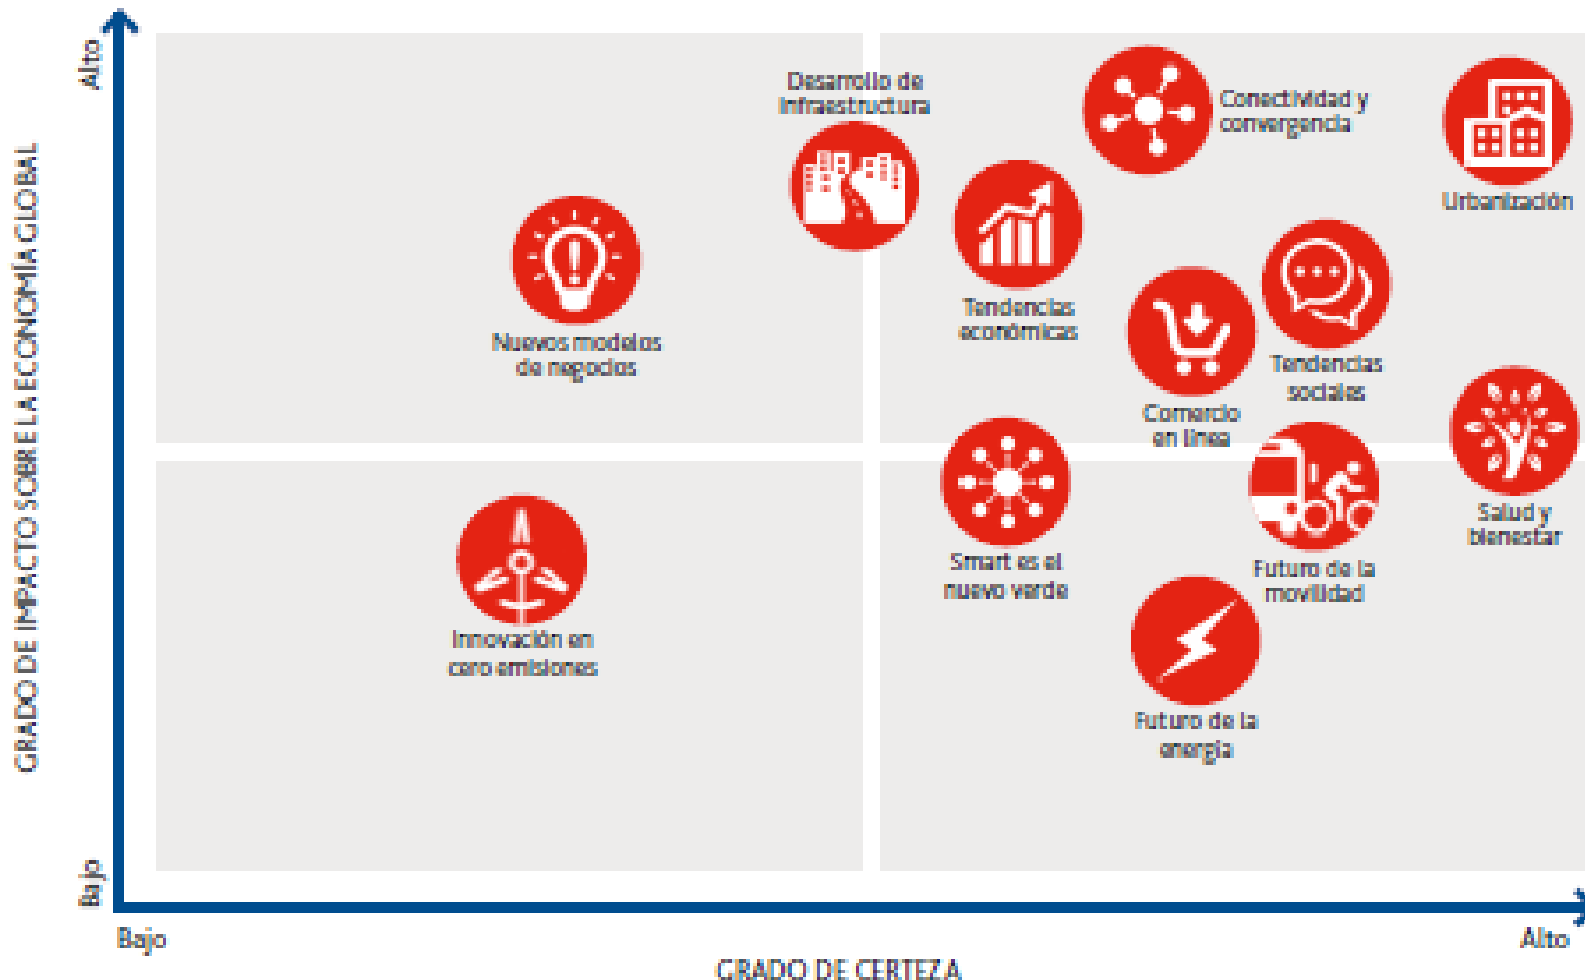 Alto
GRADO DE IMPACTO SOBRE LA ECONOMÍA GLOBAL
Bajo
Desarrollo de
infraestructura
Conectividad y
convergencia
Urbanización
Nuevos modelos
de negocios
Tendencias
económicas
Tendencias
sociales
Comercio
en línea
Salud y
bienestar
Smart es el
nuevo verde
Futuro de la
movilidad
Innovación en
cero emisiones
Futuro de la
energía
Bajo
Alto
GRADO DE CERTEZA